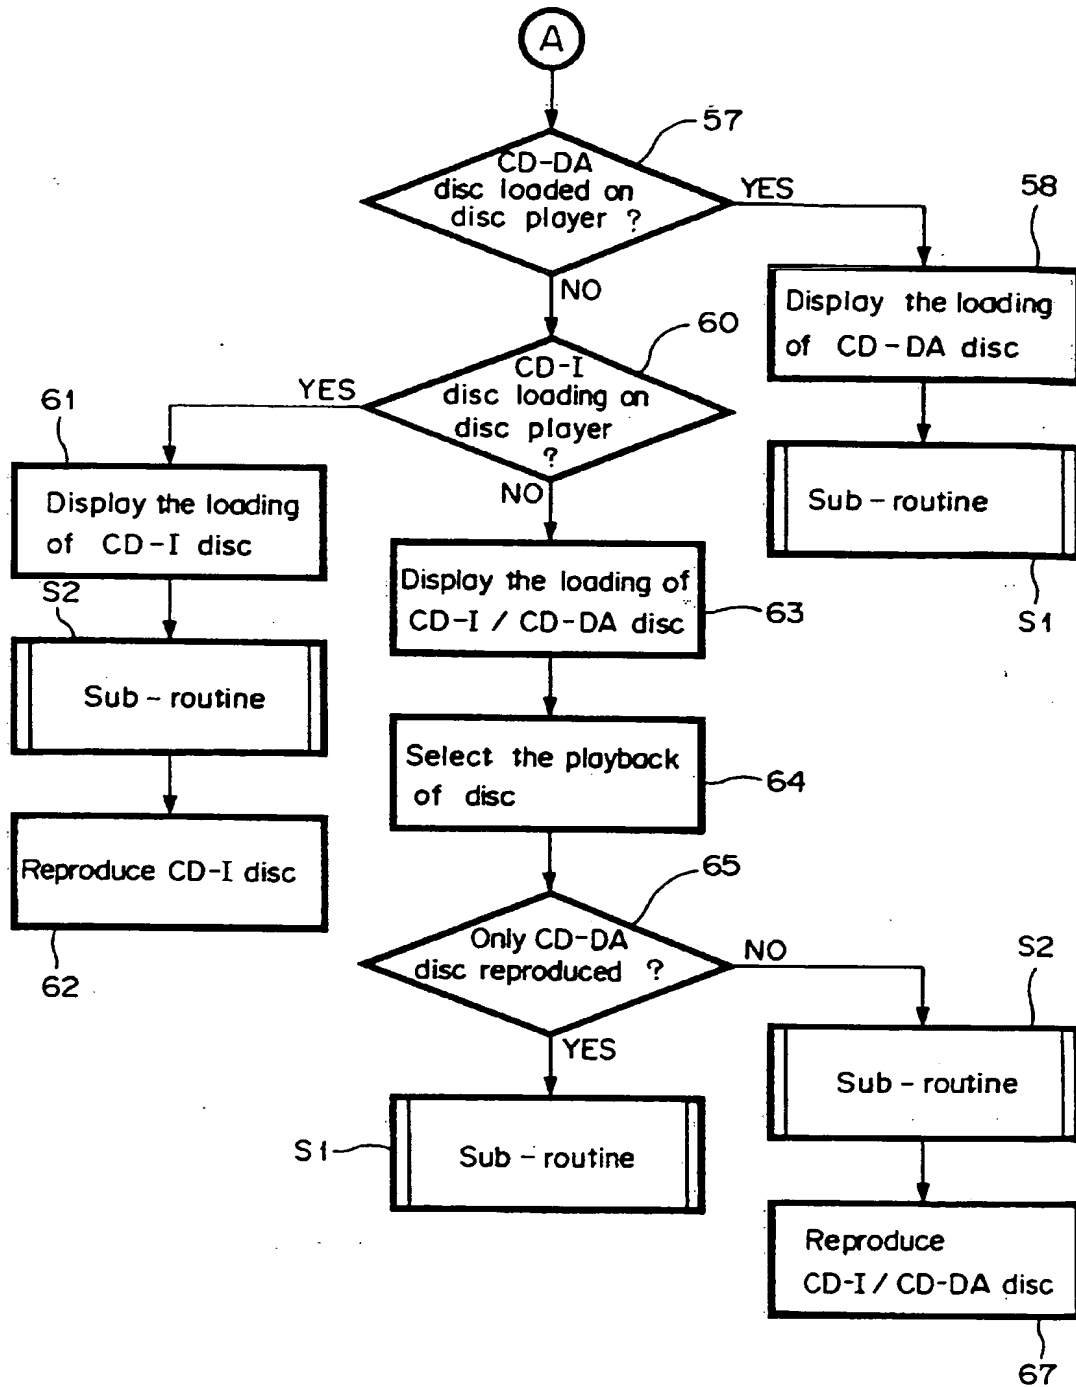 A
57
CD-DA
disc loaded on
disc player ?
YES
58
NO
Display the loading
of CD-DA disc
60
CD-I
disc loading on
disc player
?
YES
61
NO
Sub-routine
S1
Display the loading
of CD-I disc
Display the loading of
CD-I / CD-DA disc
63
S2
Sub-routine
Select the playback
of disc
64
Reproduce CD-I disc
62
65
Only CD-DA
disc reproduced ?
NO
S2
YES
Sub-routine
S1
Sub-routine
Reproduce
CD-I / CD-DA disc
67